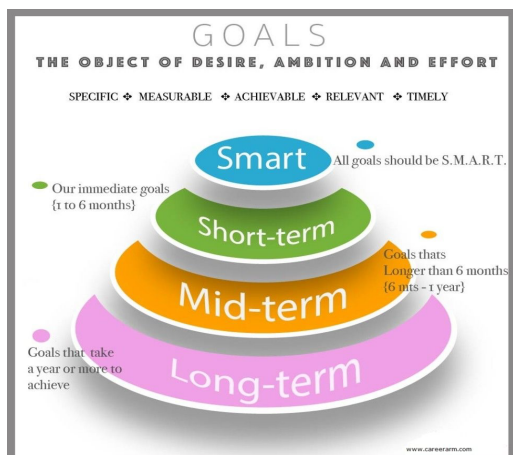 GOALS
THE OBJECT OF DESIRE, AMBITION AND EFFORT
SPECIFIC ❖ MEASURABLE ❖ ACHIEVABLE ❖ RELEVANT ❖ TIMELY
Smart
All goals should be S.M.A.R.T.
Our immediate goals
{1 to 6 months}
Short-term
Goals thats
Longer than 6 months
{6 mts - 1 year}
Mid-term
Goals that take
a year or more to
achieve
Long-term
www.careerarm.com